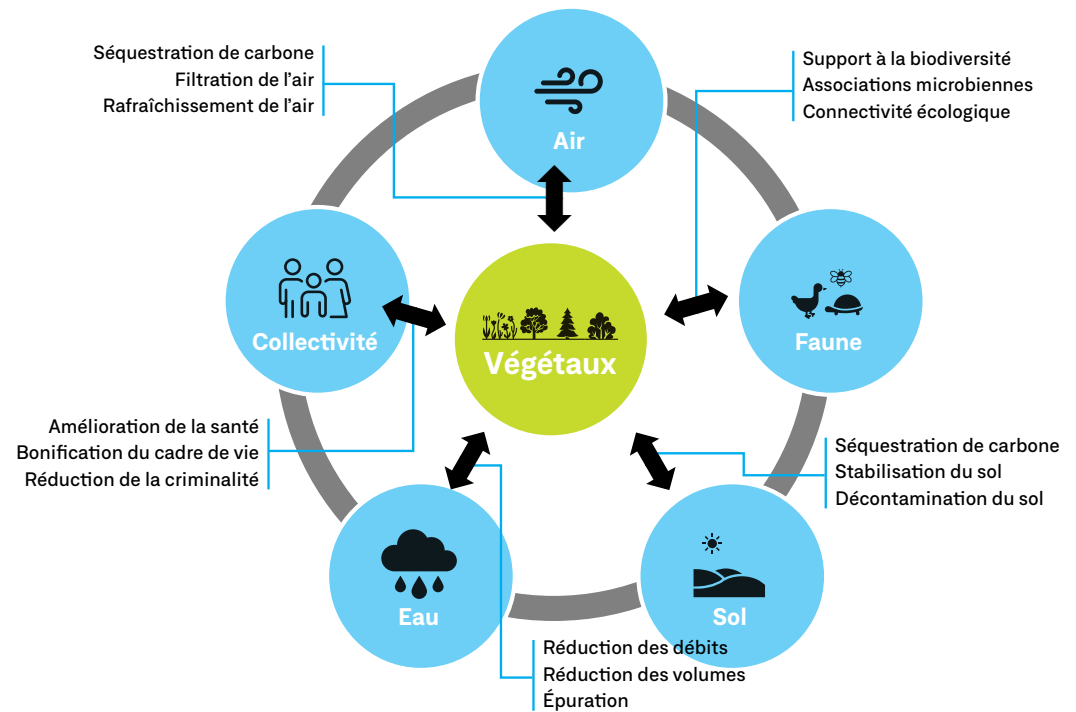 Séquestration de carbone
Filtration de l'air
Rafraîchissement de l'air
Support à la biodiversité
Associations microbiennes
Connectivité écologique
Air
Collectivité
Végétaux
Faune
Amélioration de la santé
Bonification du cadre de vie
Réduction de la criminalité
Séquestration de carbone
Stabilisation du sol
Décontamination du sol
Eau
Sol
Réduction des débits
Réduction des volumes
Épuration